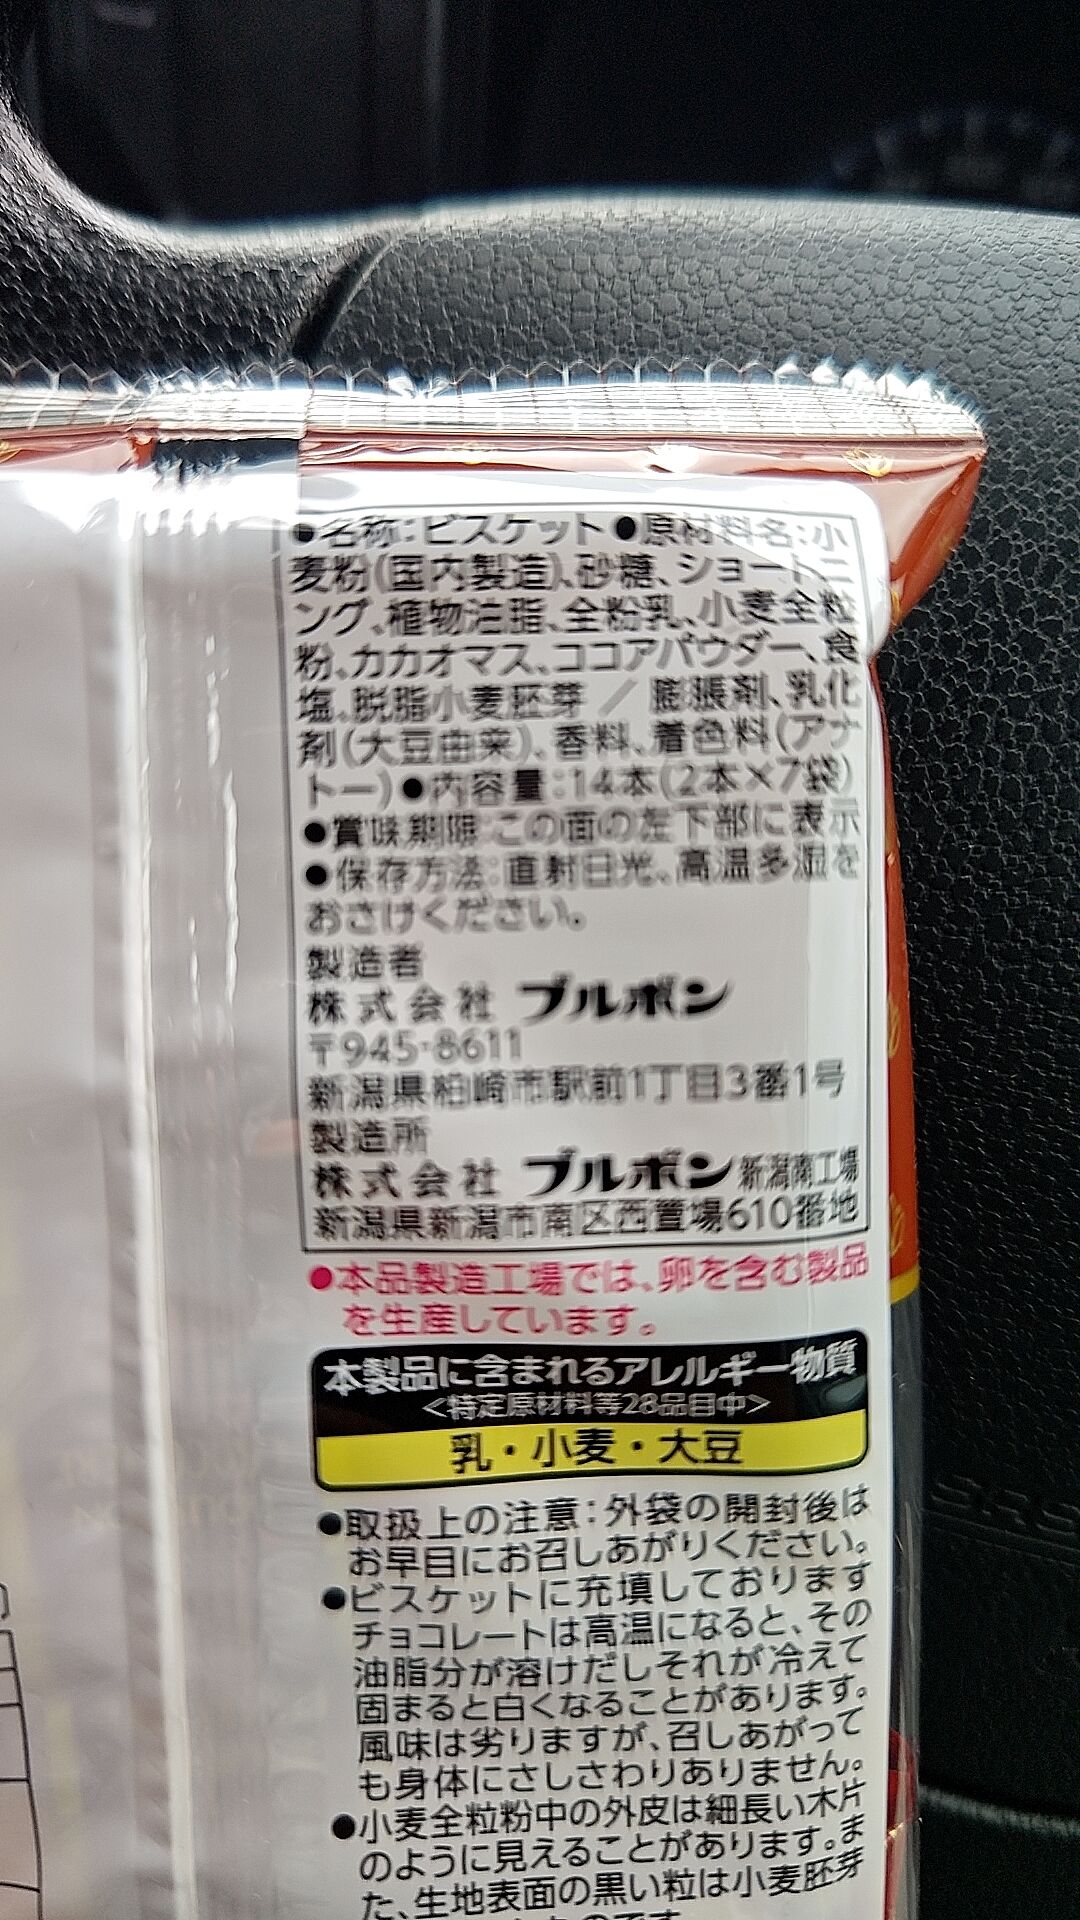 ●名称:ビスケット●原材料名:小
麦粉(国内製造)、砂糖、ショートニ
ング、植物油脂、全粉乳、小麦全粒
粉、カカオマス、ココアパウダー、食
塩、脱脂小麦胚芽／膨脹剤、乳化
剤(大豆由来)、香料、着色料(アナ
トー)●内容量:14本(2本×7袋)
●賞味期限:この面の左下部に表示
●保存方法:直射日光、高温多湿を
おさけください。
製造者
株式会社ブルボン
〒945-8611
新潟県柏崎市駅前1丁目3番1号
製造所
株式会社ブルボン新潟南工場
新潟県新潟市南区西萱場610番地
●本品製造工場では、卵を含む製品
を生産しています。
本製品に含まれるアレルギー物質
<特定原材料等28品目中>
乳・小麦・大豆
●取扱上の注意:外袋の開封後は
お早目にお召しあがりください。
●ビスケットに充填しております
チョコレートは高温になると、その
油脂分が溶けだしそれが冷えて
固まると白くなることがあります。
風味は劣りますが、召しあがって
も身体にさしさわりありません。
●小麦全粒粉中の外皮は細長い木片
のように見えることがあります。ま
た、生地表面の黒い粒は小麦胚芽